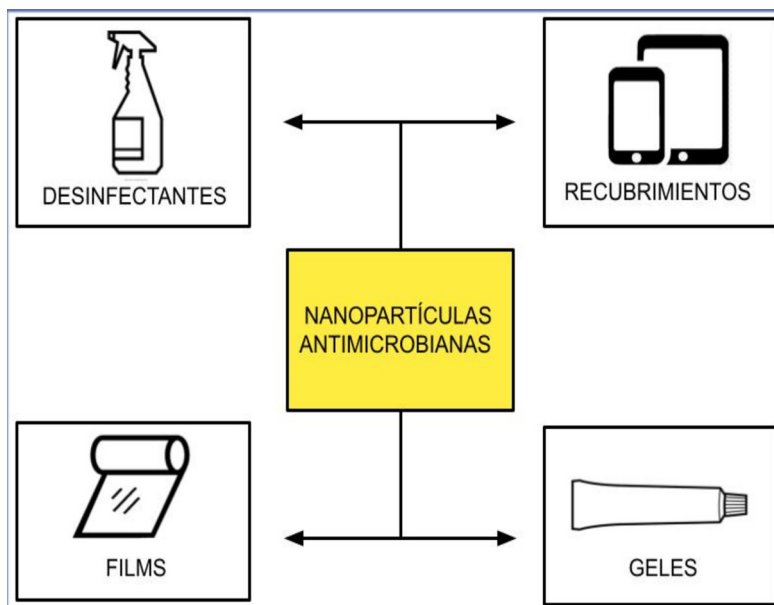 DESINFECTANTES
RECUBRIMIENTOS
NANOPARTÍCULAS
ANTIMICROBIANAS
FILMS
GELES